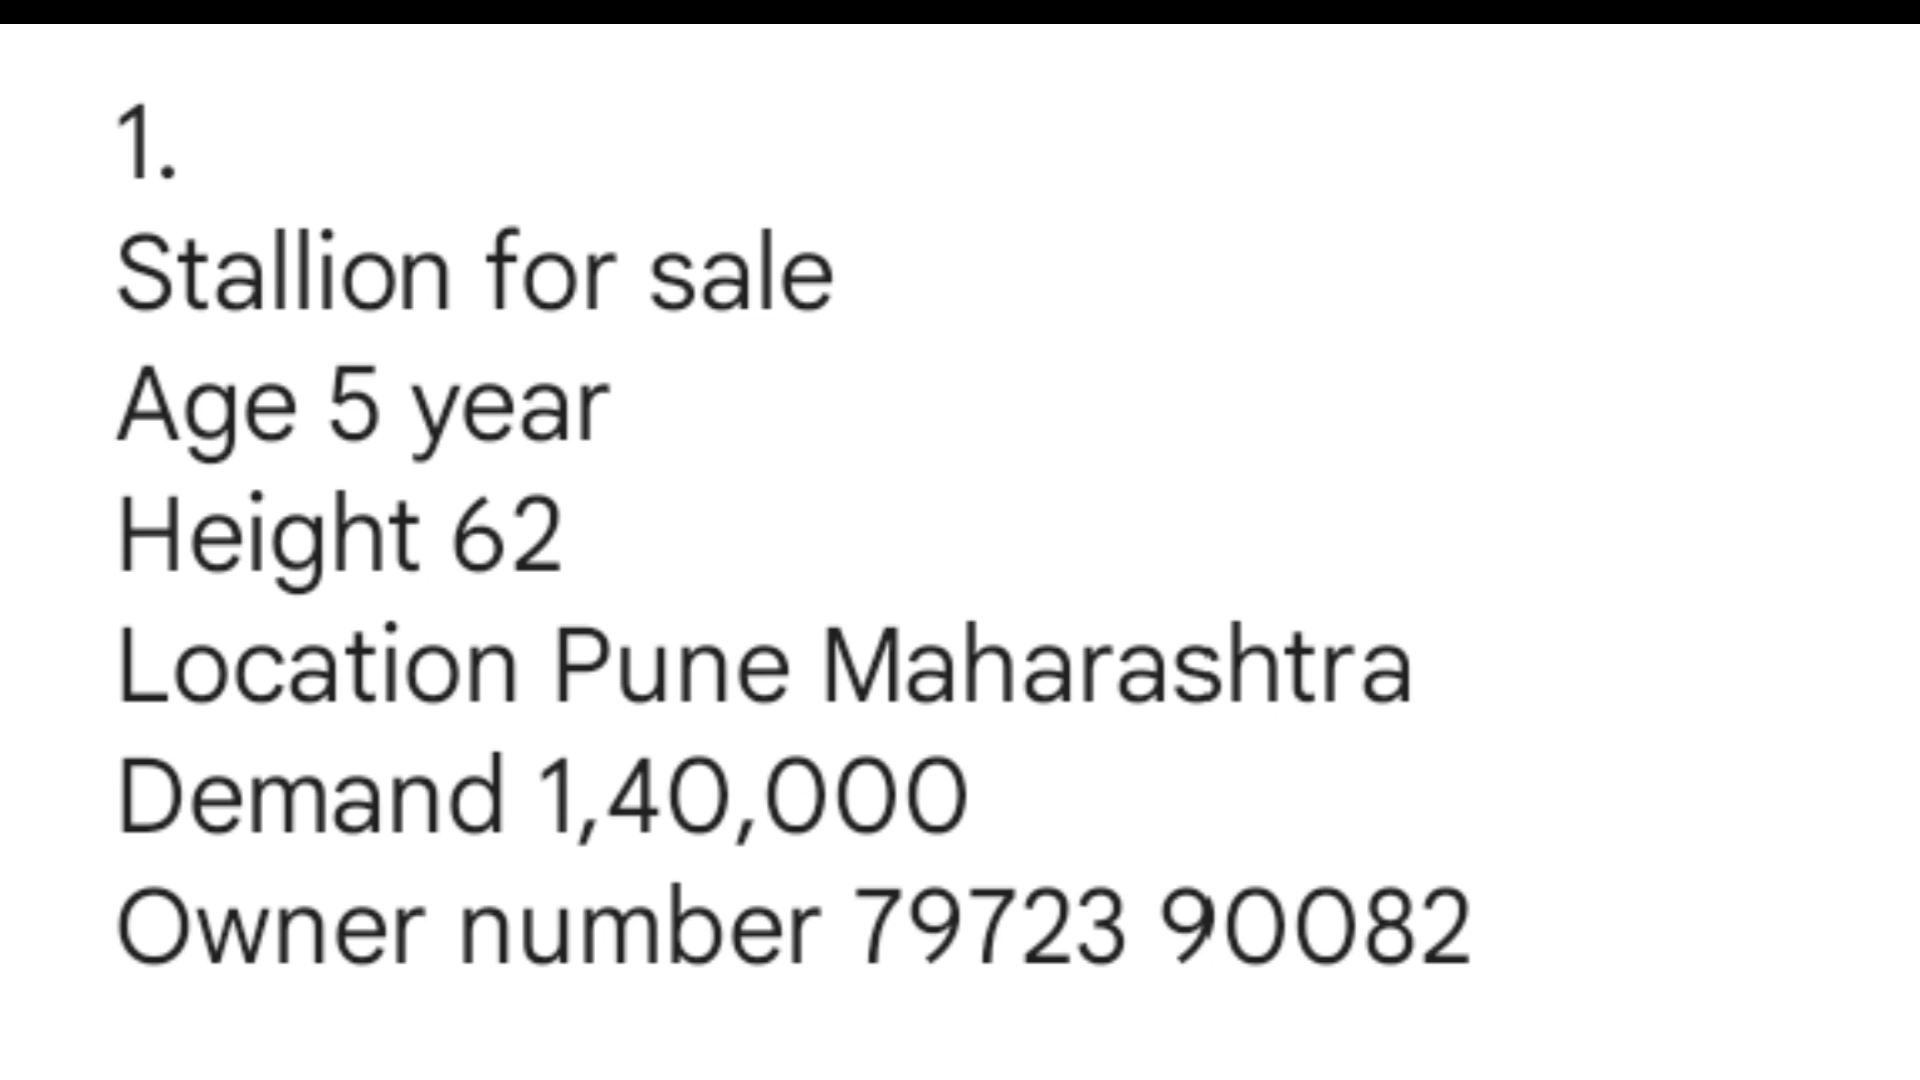 1.
Stallion for sale
Age 5 year
Height 62
Location Pune Maharashtra
Demand 1,40,000
Owner number 79723 90082